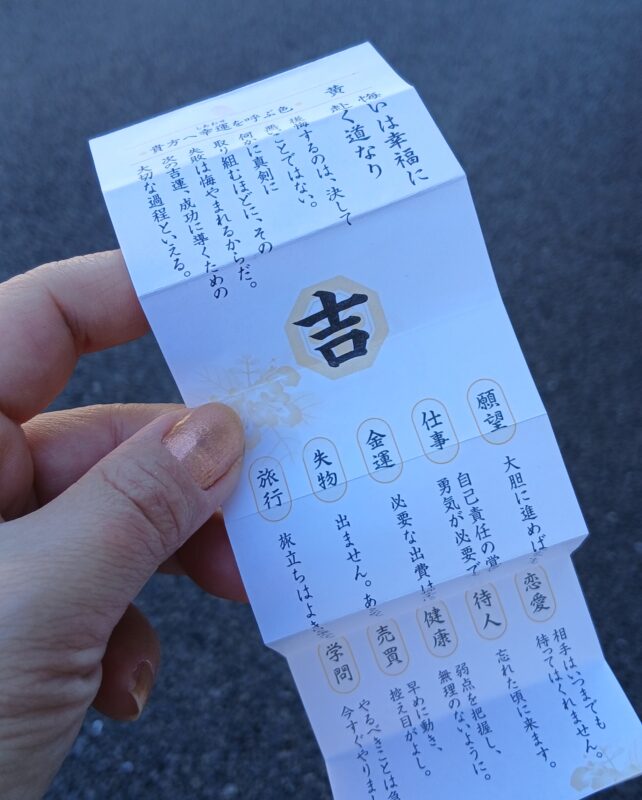 貴方へ幸運を呼ぶ色
黄
悔いは幸福に
赴く道なり
後悔するのは、決して
悪いことではない。
何かに真剣に
取り組むほどに、その
失敗は悔やまれるからだ。
次の吉運、成功に導くための
大切な過程といえる。
吉
願望
大胆に進めば
仕事
自己責任の
勇気が必要で
金運
必要な出費は
失物
出ません。あ
旅行
旅立ちはよ
恋愛
相手はいつまでも
待ってはくれません。
待人
忘れた頃に来ます。
健康
弱点を把握し、
無理のないように。
売買
早めに動き、
控え目がよし。
学問
やるべきことは
今すぐやりまし